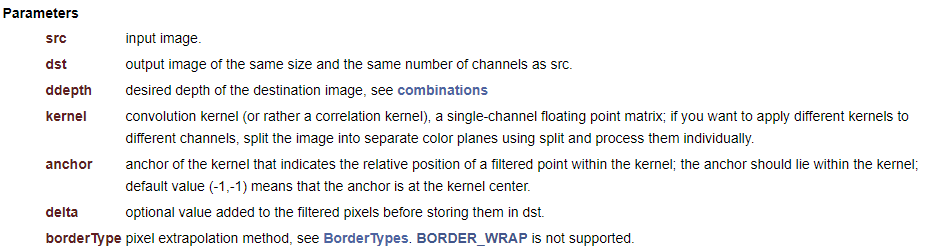 Parameters
src input image.
dst output image of the same size and the same number of channels as src.
ddepth desired depth of the destination image, see combinations
kernel convolution kernel (or rather a correlation kernel), a single-channel floating point matrix; if you want to apply different kernels to
different channels, split the image into separate color planes using split and process them individually.
anchor anchor of the kernel that indicates the relative position of a filtered point within the kernel; the anchor should lie within the kernel;
default value (-1,-1) means that the anchor is at the kernel center.
delta optional value added to the filtered pixels before storing them in dst.
borderType pixel extrapolation method, see BorderTypes. BORDER_WRAP is not supported.